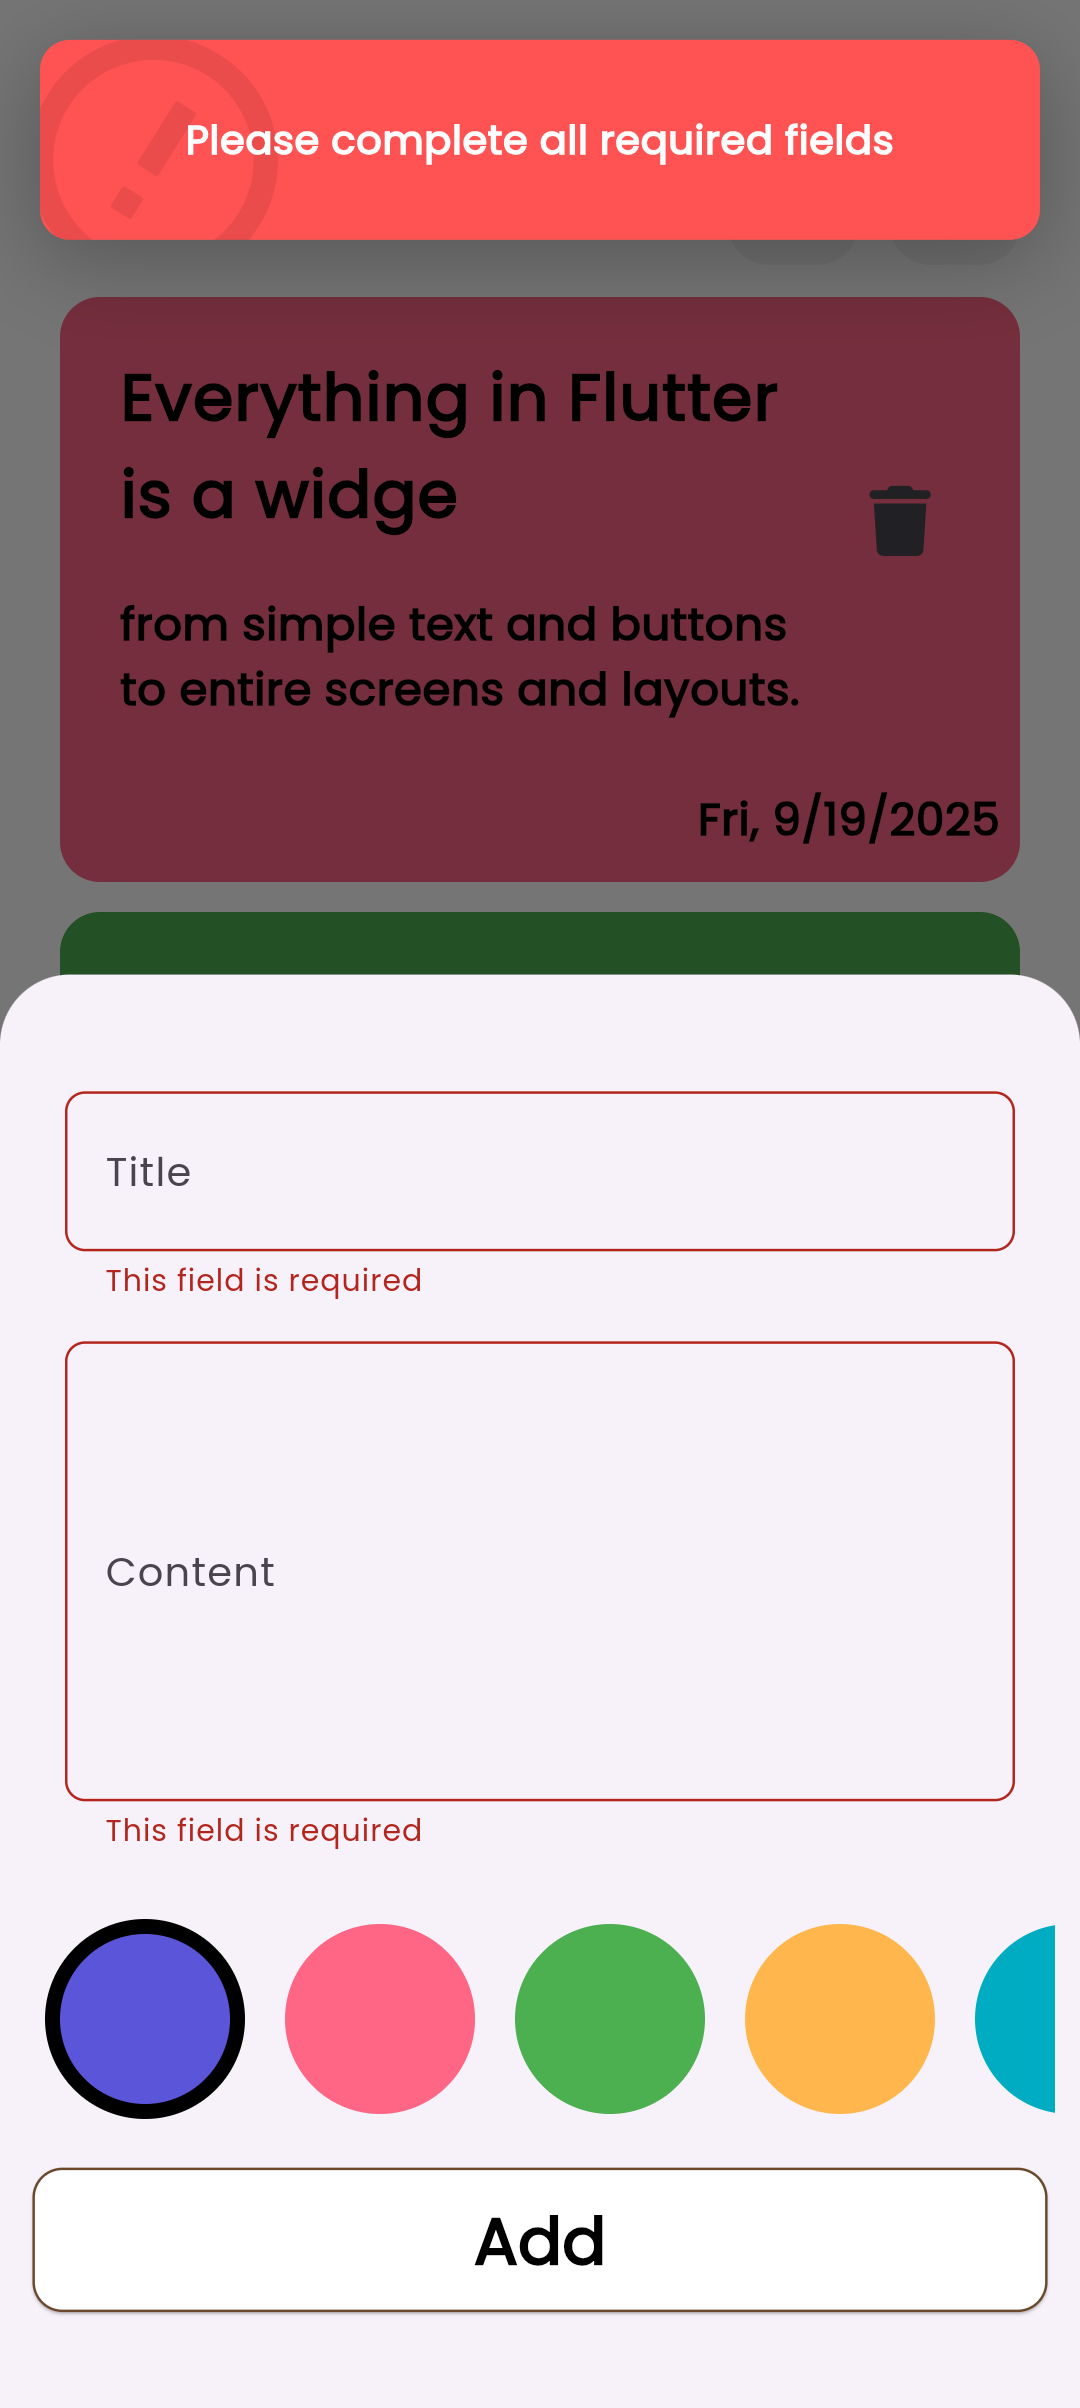 Please complete all required fields
Everything in Flutter
is a widge
from simple text and buttons
to entire screens and layouts.
Fri, 9/19/2025
Title
This field is required
Content
This field is required
Add